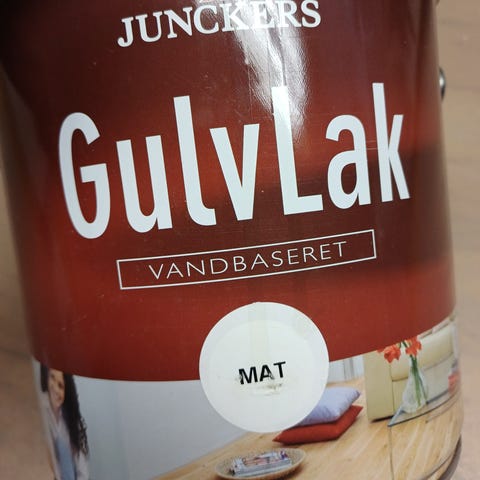 JUNCKERS
GulvLak
VANDBASERET
MAT